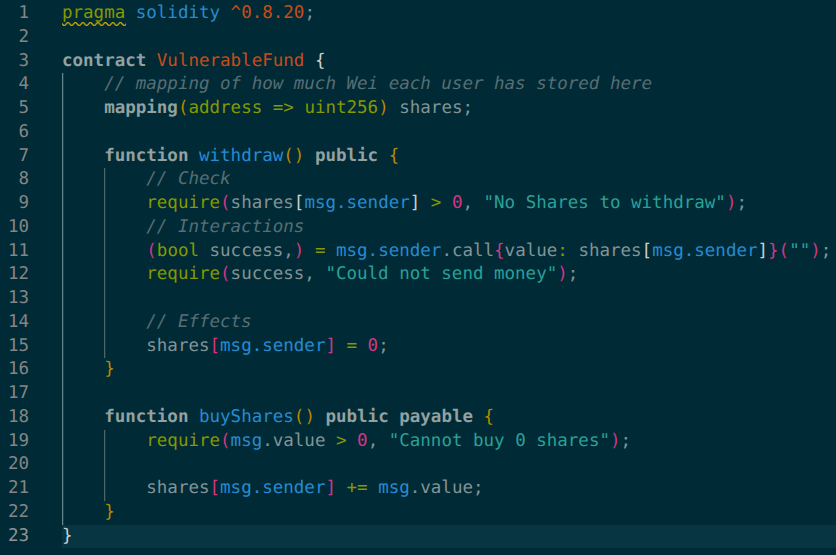 1 pragma solidity ^0.8.20;
2
3 contract VulnerableFund {
4 // mapping of how much Wei each user has stored here
5 mapping(address => uint256) shares;
6
7 function withdraw() public {
8 // Check
9 require(shares[msg.sender] > 0, "No Shares to withdraw");
10 // Interactions
11 (bool success,) = msg.sender.call{value: shares[msg.sender]}("");
12 require(success, "Could not send money");
13
14 // Effects
15 shares[msg.sender] = 0;
16 }
17
18 function buyShares() public payable {
19 require(msg.value > 0, "Cannot buy 0 shares");
20
21 shares[msg.sender] += msg.value;
22 }
23 }